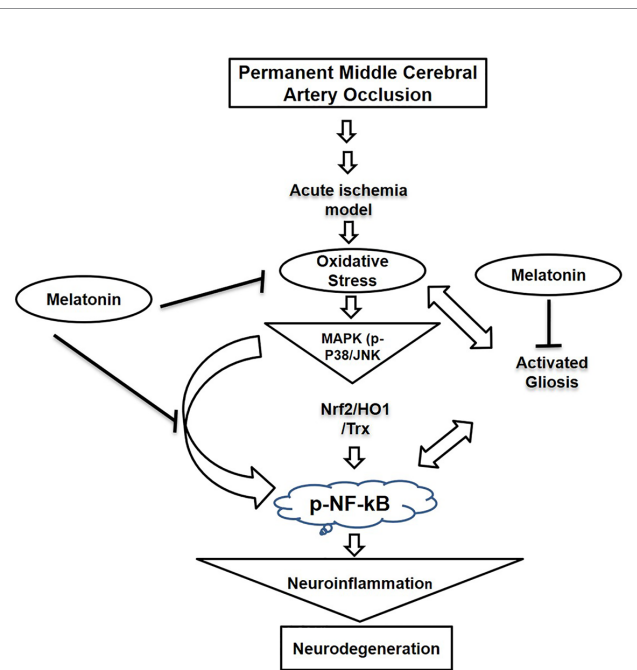 Permanent Middle Cerebral
Artery Occlusion
Acute ischemia
model
Oxidative
Stress
Melatonin
Melatonin
MAPK (p-
P38/JNK
Activated
Gliosis
Nrf2/HO1
/Trx
p-NF-kB
Neuroinflammation
Neurodegeneration